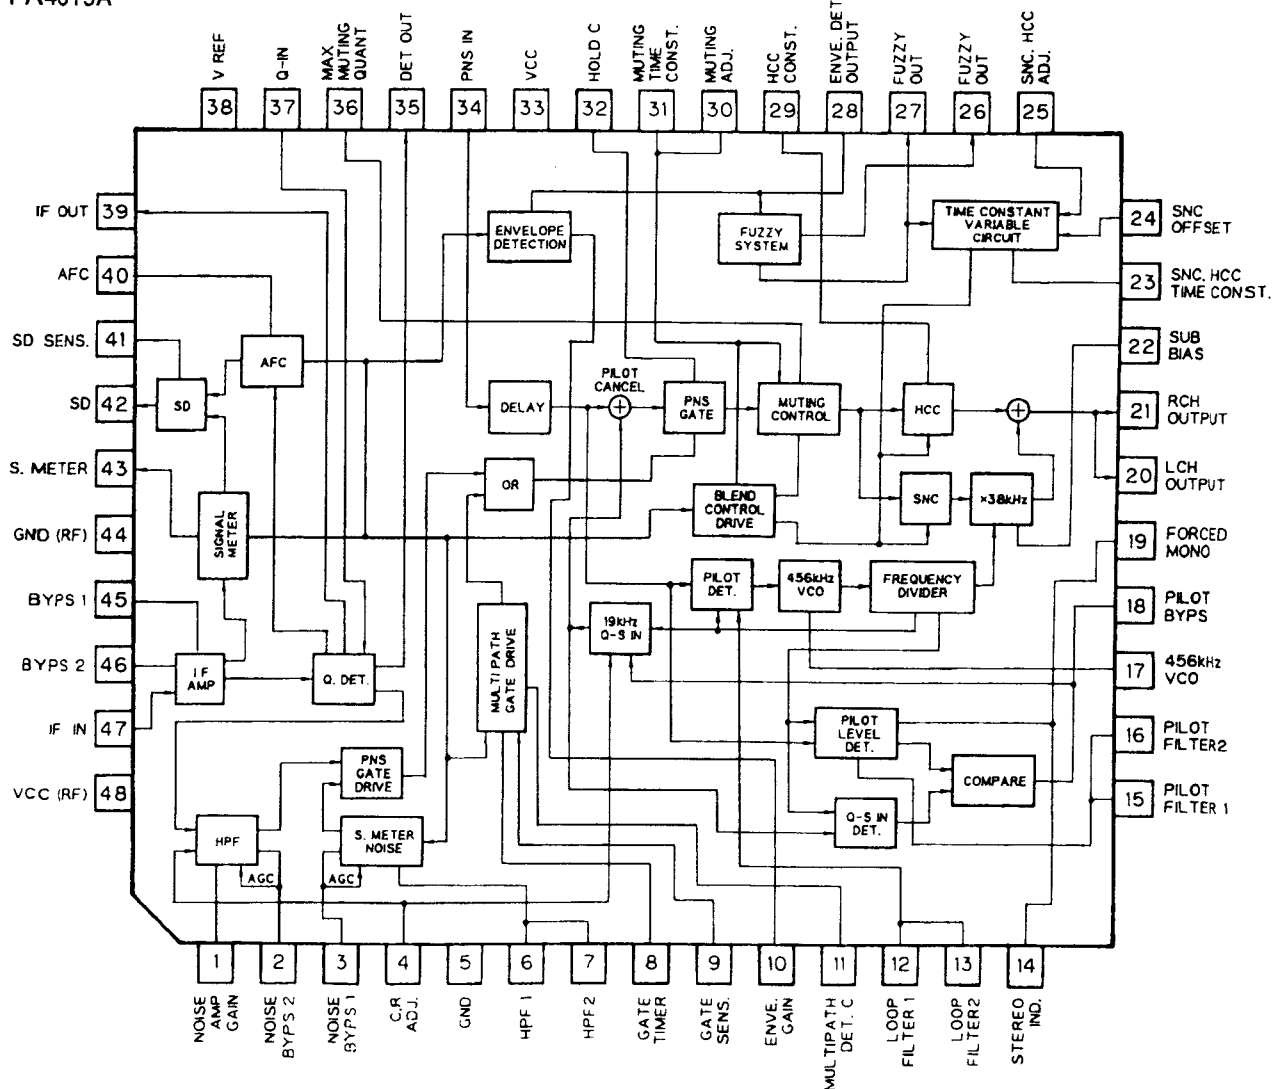 V REF
Q-IN
MAX
MUTING
QUANT
DET OUT
PNS IN
VCC
HOLD C
MUTING
TIME
CONST.
MUTING
ADJ.
HCC
CONST.
ENVE. DET
OUTPUT
FUZZY
OUT
FUZZY
OUT
SNC. HCC
ADJ.
38 37 36 35 34 33 32 31 30 29 28 27 26 25
IF OUT 39
AFC 40
SD SENS. 41
SD 42
S. METER 43
GND (RF) 44
BYPS 1 45
BYPS 2 46
IF IN 47
VCC (RF) 48
24 SNC
OFFSET
23 SNC. HCC
TIME CONST.
22 SUB
BIAS
21 RCH
OUTPUT
20 LCH
OUTPUT
19 FORCED
MONO
18 PILOT
BYPS
17 456kHz
VCO
16 PILOT
FILTER2
15 PILOT
FILTER 1
ENVELOPE
DETECTION
FUZZY
SYSTEM
TIME CONSTANT
VARIABLE
CIRCUIT
AFC
SD
PILOT
CANCEL
DELAY
PNS
GATE
MUTING
CONTROL
HCC
OR
BLEND
CONTROL
DRIVE
SNC
×38kHz
SIGNAL
METER
PILOT
DET.
456kHz
VCO
FREQUENCY
DIVIDER
19kHz
Q-S IN
MULTIPATH
GATE DRIVE
I F
AMP
Q. DET.
PILOT
LEVEL
DET.
COMPARE
PNS
GATE
DRIVE
Q-S IN
DET.
HPF
S. METER
NOISE
AGC
AGC
1 2 3 4 5 6 7 8 9 10 11 12 13 14
NOISE
AMP
GAIN
NOISE
BYPS 2
NOISE
BYPS 1
C.R
ADJ.
GND
HPF 1
HPF 2
GATE
TIMER
GATE
SENS.
ENVE.
GAIN
MULTIPATH
DET. C
LOOP
FILTER 1
LOOP
FILTER2
STEREO
IND.